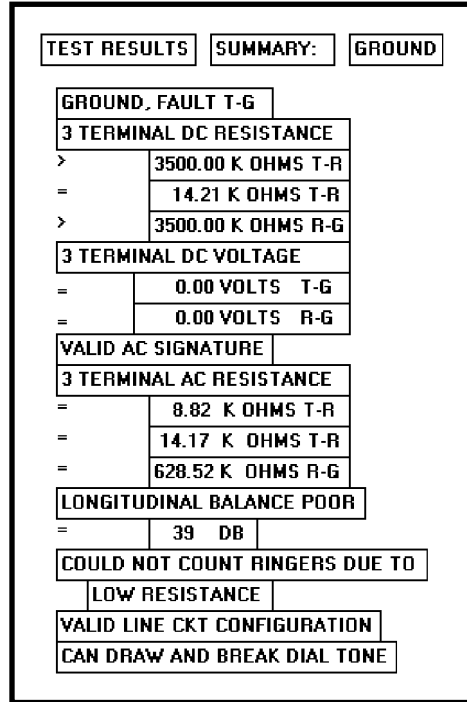 TEST RESULTS SUMMARY: GROUND
GROUND, FAULT T-G
3 TERMINAL DC RESISTANCE
> 3500.00 K OHMS T-R
= 14.21 K OHMS T-R
> 3500.00 K OHMS R-G
3 TERMINAL DC VOLTAGE
= 0.00 VOLTS T-G
= 0.00 VOLTS R-G
VALID AC SIGNATURE
3 TERMINAL AC RESISTANCE
= 8.82 K OHMS T-R
= 14.17 K OHMS T-R
= 628.52 K OHMS R-G
LONGITUDINAL BALANCE POOR
= 39 DB
COULD NOT COUNT RINGERS DUE TO
LOW RESISTANCE
VALID LINE CKT CONFIGURATION
CAN DRAW AND BREAK DIAL TONE